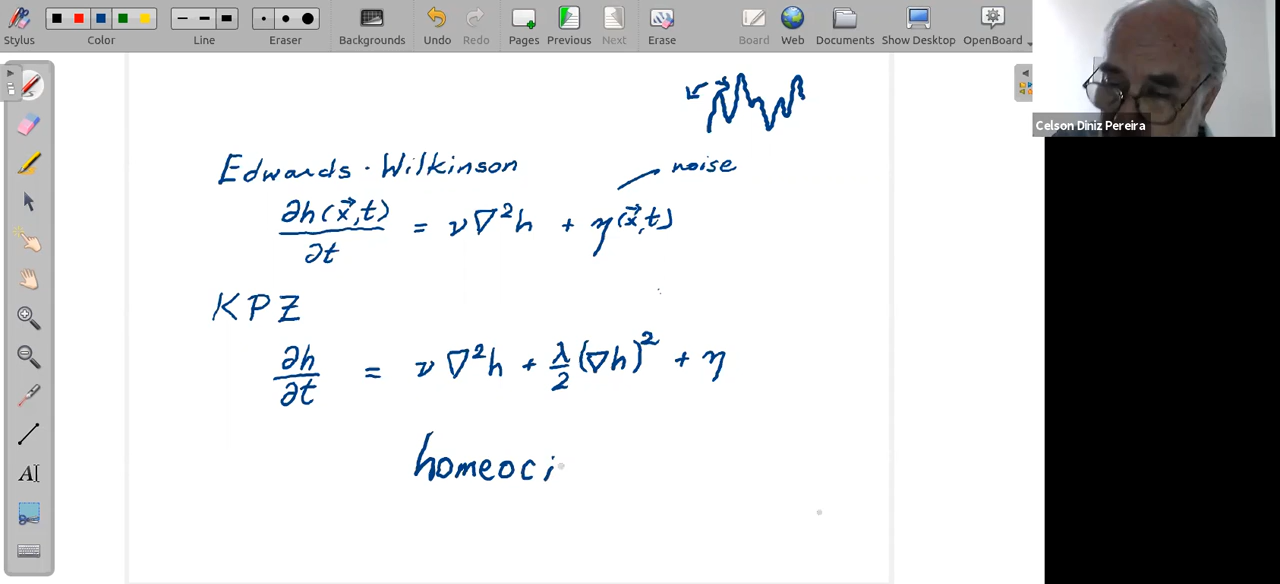 Stylus Color Line Eraser Backgrounds Undo Redo Pages Previous Next Erase Board Web Documents Show Desktop OpenBoard
Celson Diniz Pereira
Edwards · Wilkinson
noise
∂h(x⃗,t)/∂t = ν∇²h + η(x⃗,t)
KPZ
∂h/∂t = ν∇²h + λ/2 (∇h)² + η
homeoci